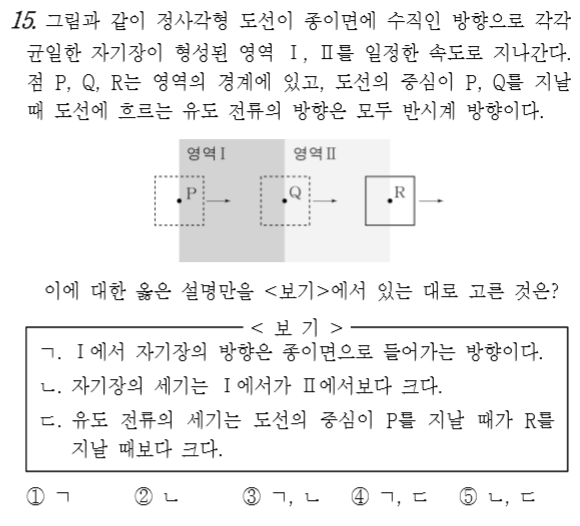 15. 그림과 같이 정사각형 도선이 종이면에 수직인 방향으로 각각
균일한 자기장이 형성된 영역 Ⅰ, Ⅱ를 일정한 속도로 지나간다.
점 P, Q, R는 영역의 경계에 있고, 도선의 중심이 P, Q를 지날
때 도선에 흐르는 유도 전류의 방향은 모두 반시계 방향이다.
영역Ⅰ 영역Ⅱ
P Q R
이에 대한 옳은 설명만을 <보기>에서 있는 대로 고른 것은?
< 보 기 >
ㄱ. Ⅰ에서 자기장의 방향은 종이면으로 들어가는 방향이다.
ㄴ. 자기장의 세기는 Ⅰ에서가 Ⅱ에서보다 크다.
ㄷ. 유도 전류의 세기는 도선의 중심이 P를 지날 때가 R를
지날 때보다 크다.
① ㄱ ② ㄴ ③ ㄱ, ㄴ ④ ㄱ, ㄷ ⑤ ㄴ, ㄷ